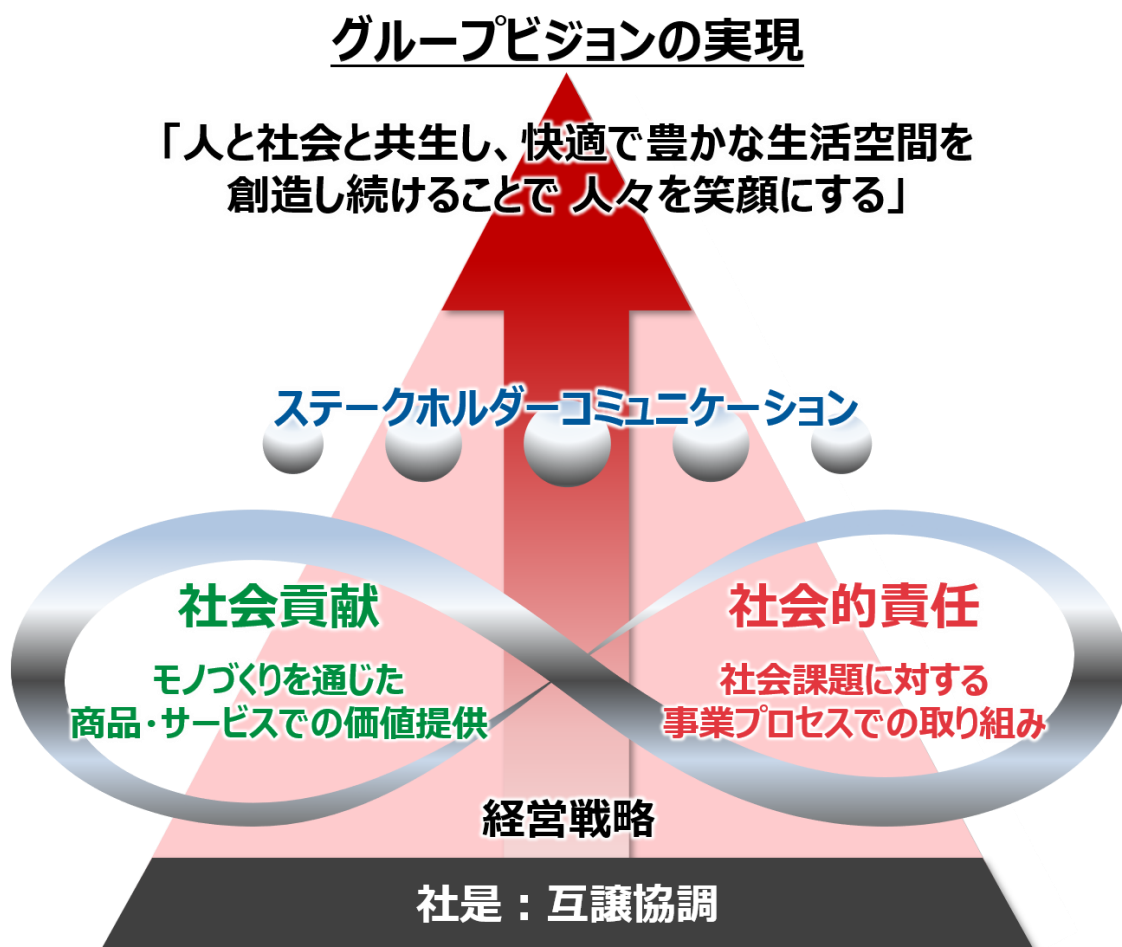 グループビジョンの実現
「人と社会と共生し、快適で豊かな生活空間を
創造し続けることで 人々を笑顔にする」
ステークホルダーコミュニケーション
社会貢献
モノづくりを通じた
商品・サービスでの価値提供
社会的責任
社会課題に対する
事業プロセスでの取り組み
経営戦略
社是：互譲協調